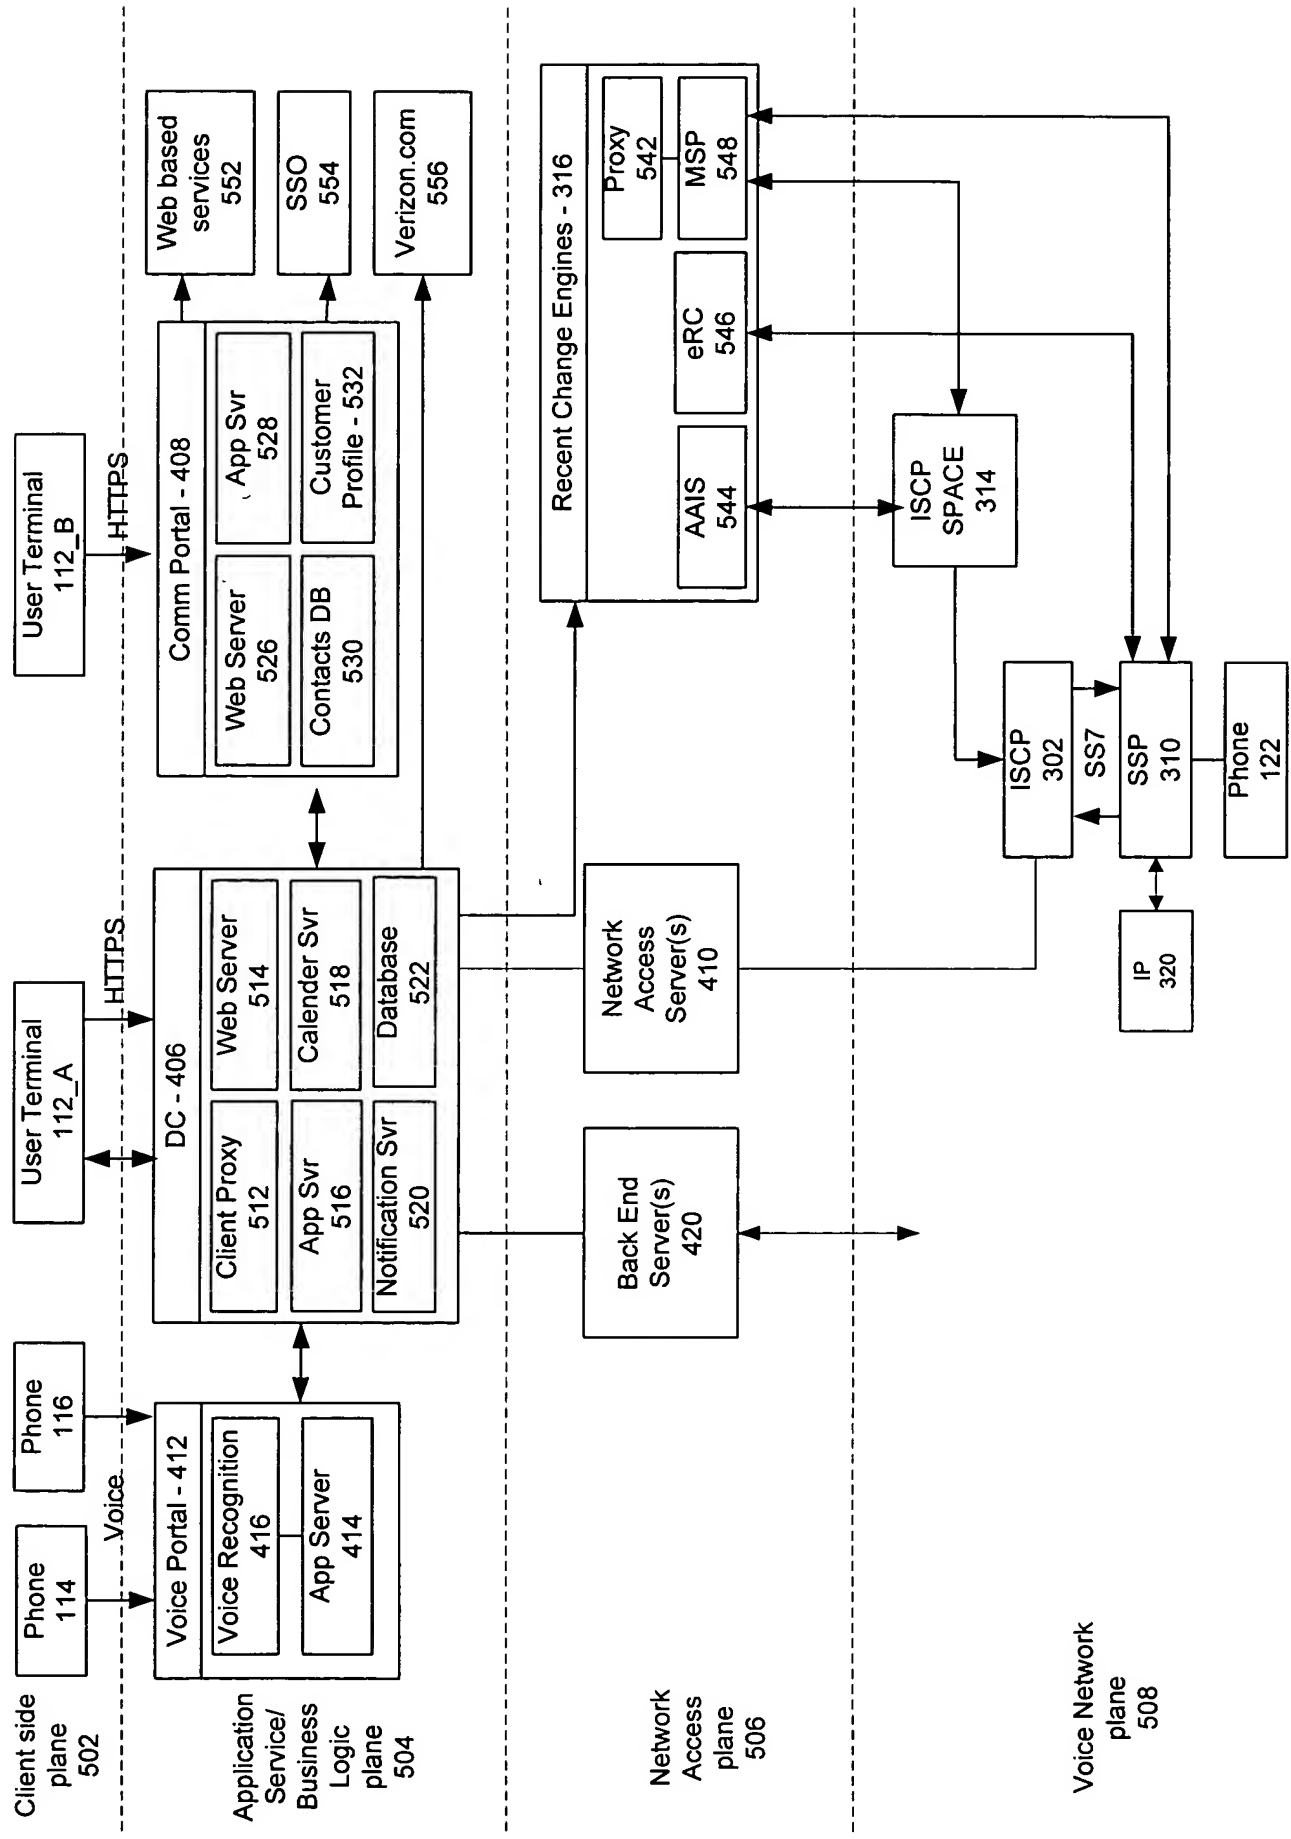 Client side
plane
502
Phone
114
Voice
Phone
116
User Terminal
112_A
HTTPS
User Terminal
112_B
HTTPS
Application
Service/
Business
Logic
plane
504
Voice Portal - 412
Voice Recognition
416
App Server
414
DC - 406
Client Proxy
512
Web Server
514
App Svr
516
Calender Svr
518
Notification Svr
520
Database
522
Comm Portal - 408
Web Server
526
App Svr
528
Contacts DB
530
Customer
Profile - 532
Web based
services
552
SSO
554
Verizon.com
556
Network
Access
plane
506
Back End
Server(s)
420
Network
Access
Server(s)
410
Recent Change Engines - 316
AAIS
544
eRC
546
Proxy
542
MSP
548
Voice Network
plane
508
ISCP
SPACE
314
ISCP
302
SS7
SSP
310
IP
320
Phone
122